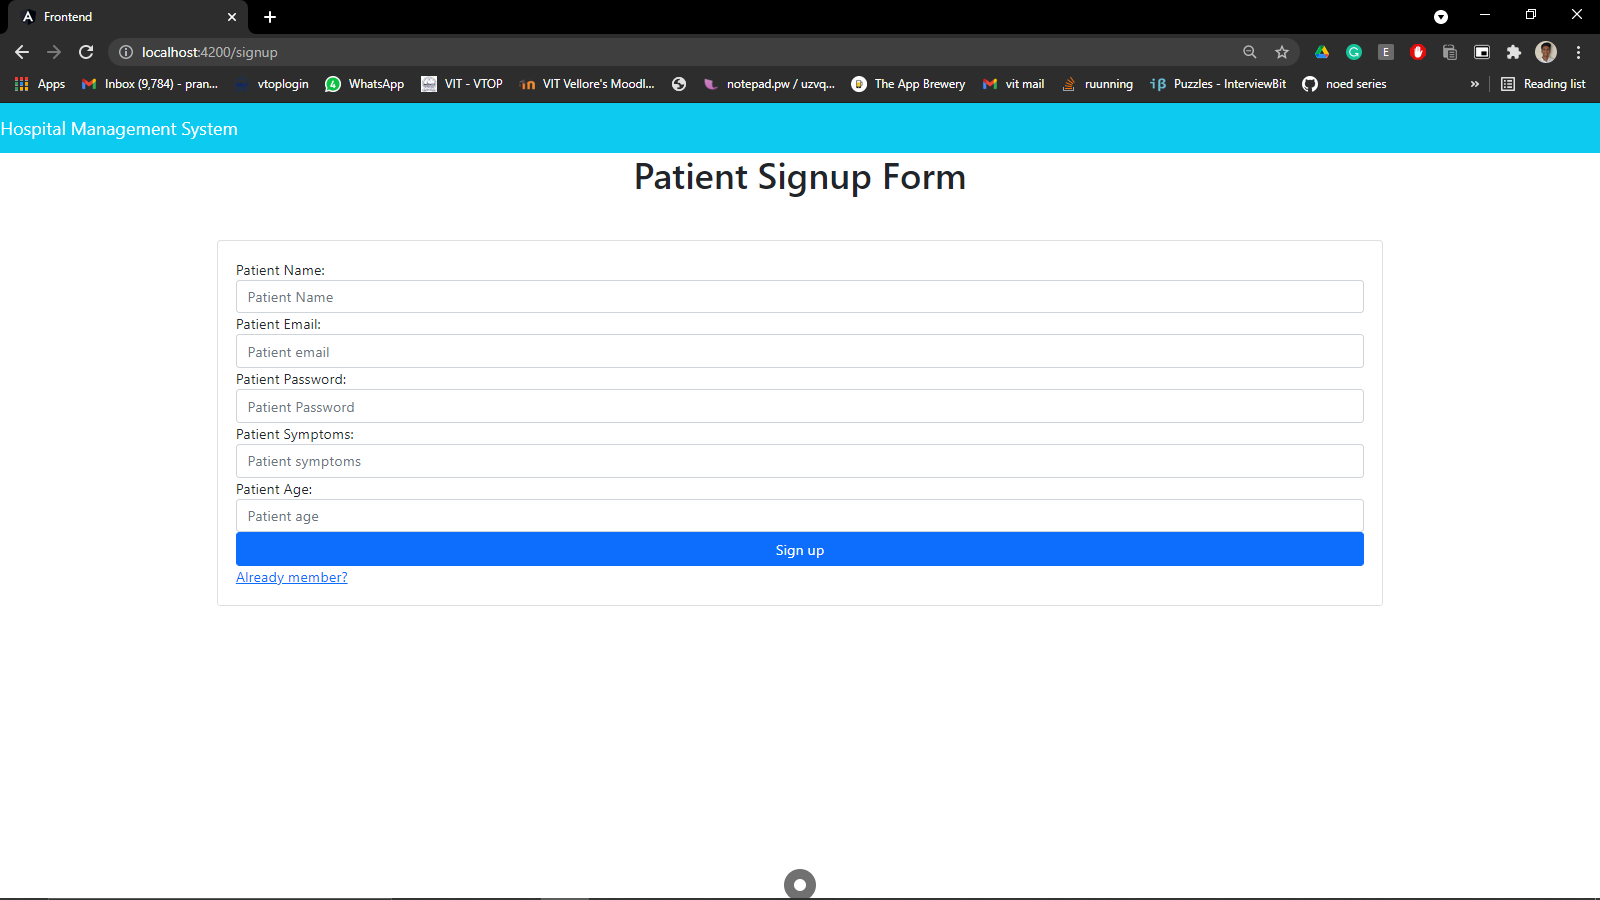 Frontend
localhost:4200/signup
E
Apps Inbox (9,784) - pran... vtoplogin 4 WhatsApp VIT - VTOP VIT Vellore's Moodl... notepad.pw / uzvq... The App Brewery vit mail ruunning iβ Puzzles - InterviewBit noed series » Reading list
Hospital Management System
Patient Signup Form
Patient Name:
Patient Name
Patient Email:
Patient email
Patient Password:
Patient Password
Patient Symptoms:
Patient symptoms
Patient Age:
Patient age
Sign up
Already member?